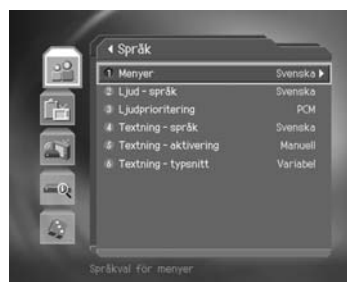 Språk
1 Menyer Svenska
2 Ljud - språk Svenska
3 Ljudprioritering PCM
4 Textning - språk Svenska
5 Textning - aktivering Manuell
6 Textning - typsnitt Variabel
Språkval för menyer